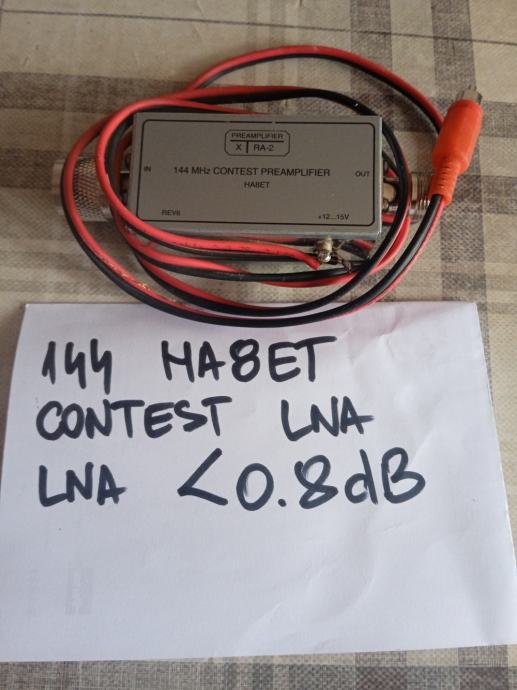 PREAMPLIFIER
X TRA-2
IN
144 MHz CONTEST PREAMPLIFIER
OUT
HA8ET
REV6
+12...15V
144 HA8ET
CONTEST LNA
LNA <0.8dB